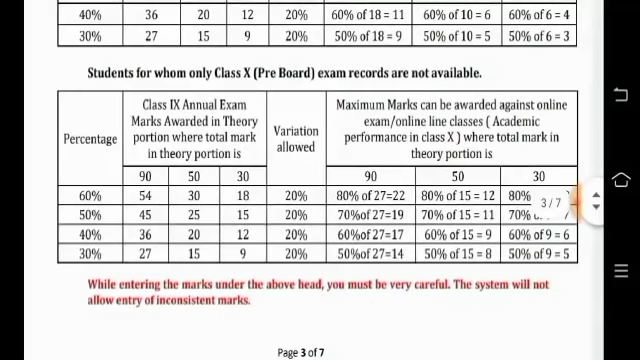 40% 36 20 12 20% 60% of 18 = 11 60% of 10 = 6 60% of 6 = 4
30% 27 15 9 20% 50% of 18 = 9 50% of 10 = 5 50% of 6 = 3
Students for whom only Class X (Pre Board) exam records are not available.
Percentage
Class IX Annual Exam
Marks Awarded in Theory
portion where total mark
in theory portion is
Variation
allowed
Maximum Marks can be awarded against online
exam/online line classes ( Academic
performance in class X ) where total mark in
theory portion is
90 50 30 90 50 30
60% 54 30 18 20% 80% of 27=22 80% of 15 = 12 80%
50% 45 25 15 20% 70%of 27=19 70% of 15 = 11 70%
40% 36 20 12 20% 60%of 27=17 60% of 15 = 9 60% of 9 = 6
30% 27 15 9 20% 50%of 27=14 50% of 15 = 8 50% of 9 = 5
3/7
While entering the marks under the above head, you must be very careful. The system will not
allow entry of inconsistent marks.
Page 3 of 7